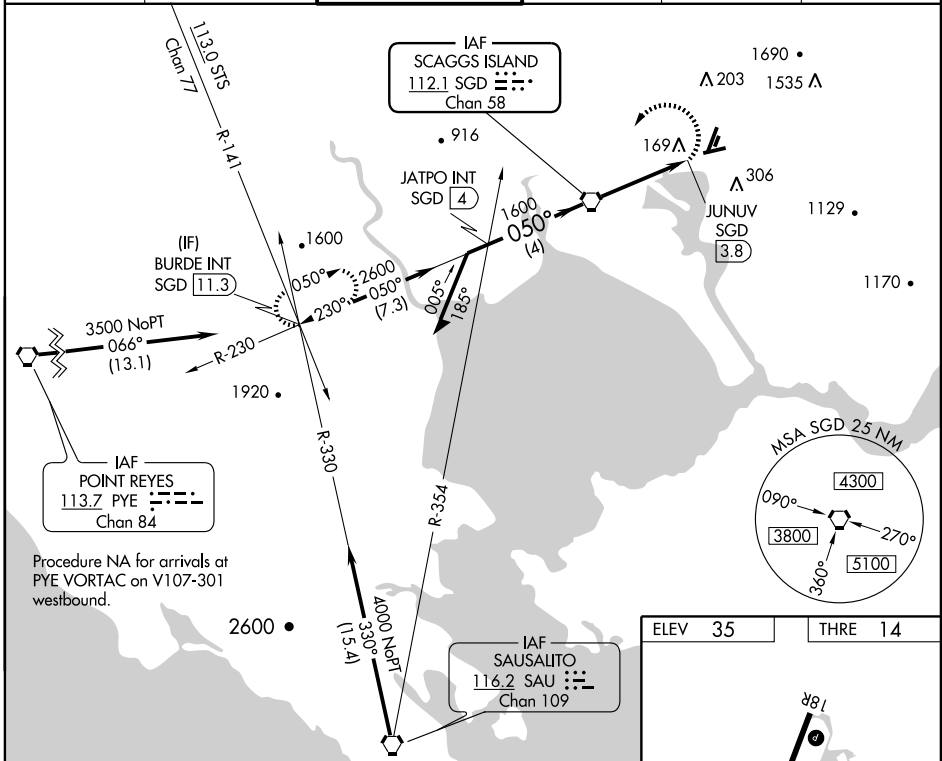 113.0 STS
Chan 77
R-141
IAF
SCAGGS ISLAND
112.1 SGD
Chan 58
1690
203
1535
916
169
306
JATPO INT
SGD 4
1600
050°
(4)
JUNUV
SGD
3.8
1129
1170
(IF)
BURDE INT
SGD 11.3
1600
050°
2600
230°
050°
(7.3)
005°
185°
3500 NoPT
066°
(13.1)
R-230
1920
R-330
R-354
IAF
POINT REYES
113.7 PYE
Chan 84
Procedure NA for arrivals at
PYE VORTAC on V107-301
westbound.
MSA SGD 25 NM
4300
090°
3800
270°
5100
360°
2600
4000 NoPT
330°
(15.4)
IAF
SAUSALITO
116.2 SAU
Chan 109
ELEV 35
THRE 14
18R
P